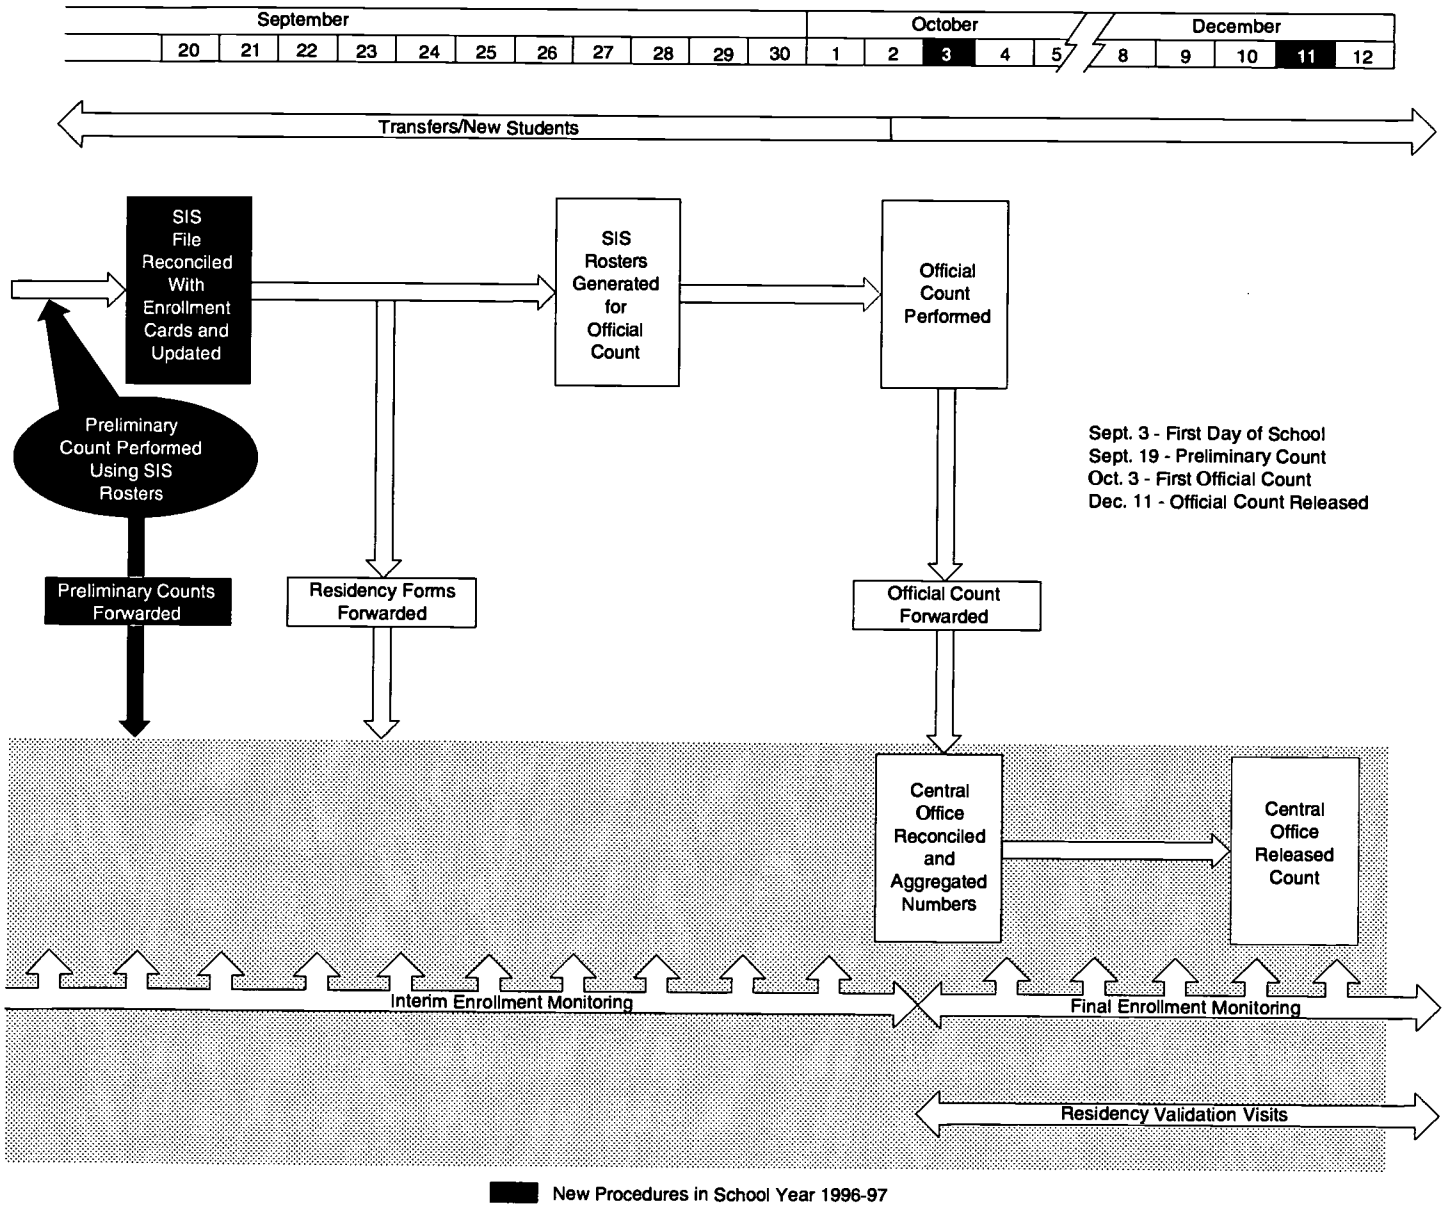 September October December
20 21 22 23 24 25 26 27 28 29 30 1 2 3 4 5 8 9 10 11 12
Transfers/New Students
SIS
File
Reconciled
With
Enrollment
Cards and
Updated
SIS
Rosters
Generated
for
Official
Count
Official
Count
Performed
Preliminary
Count Performed
Using SIS
Rosters
Sept. 3 - First Day of School
Sept. 19 - Preliminary Count
Oct. 3 - First Official Count
Dec. 11 - Official Count Released
Preliminary Counts
Forwarded
Residency Forms
Forwarded
Official Count
Forwarded
Central
Office
Reconciled
and
Aggregated
Numbers
Central
Office
Released
Count
Interim Enrollment Monitoring
Final Enrollment Monitoring
Residency Validation Visits
New Procedures in School Year 1996-97